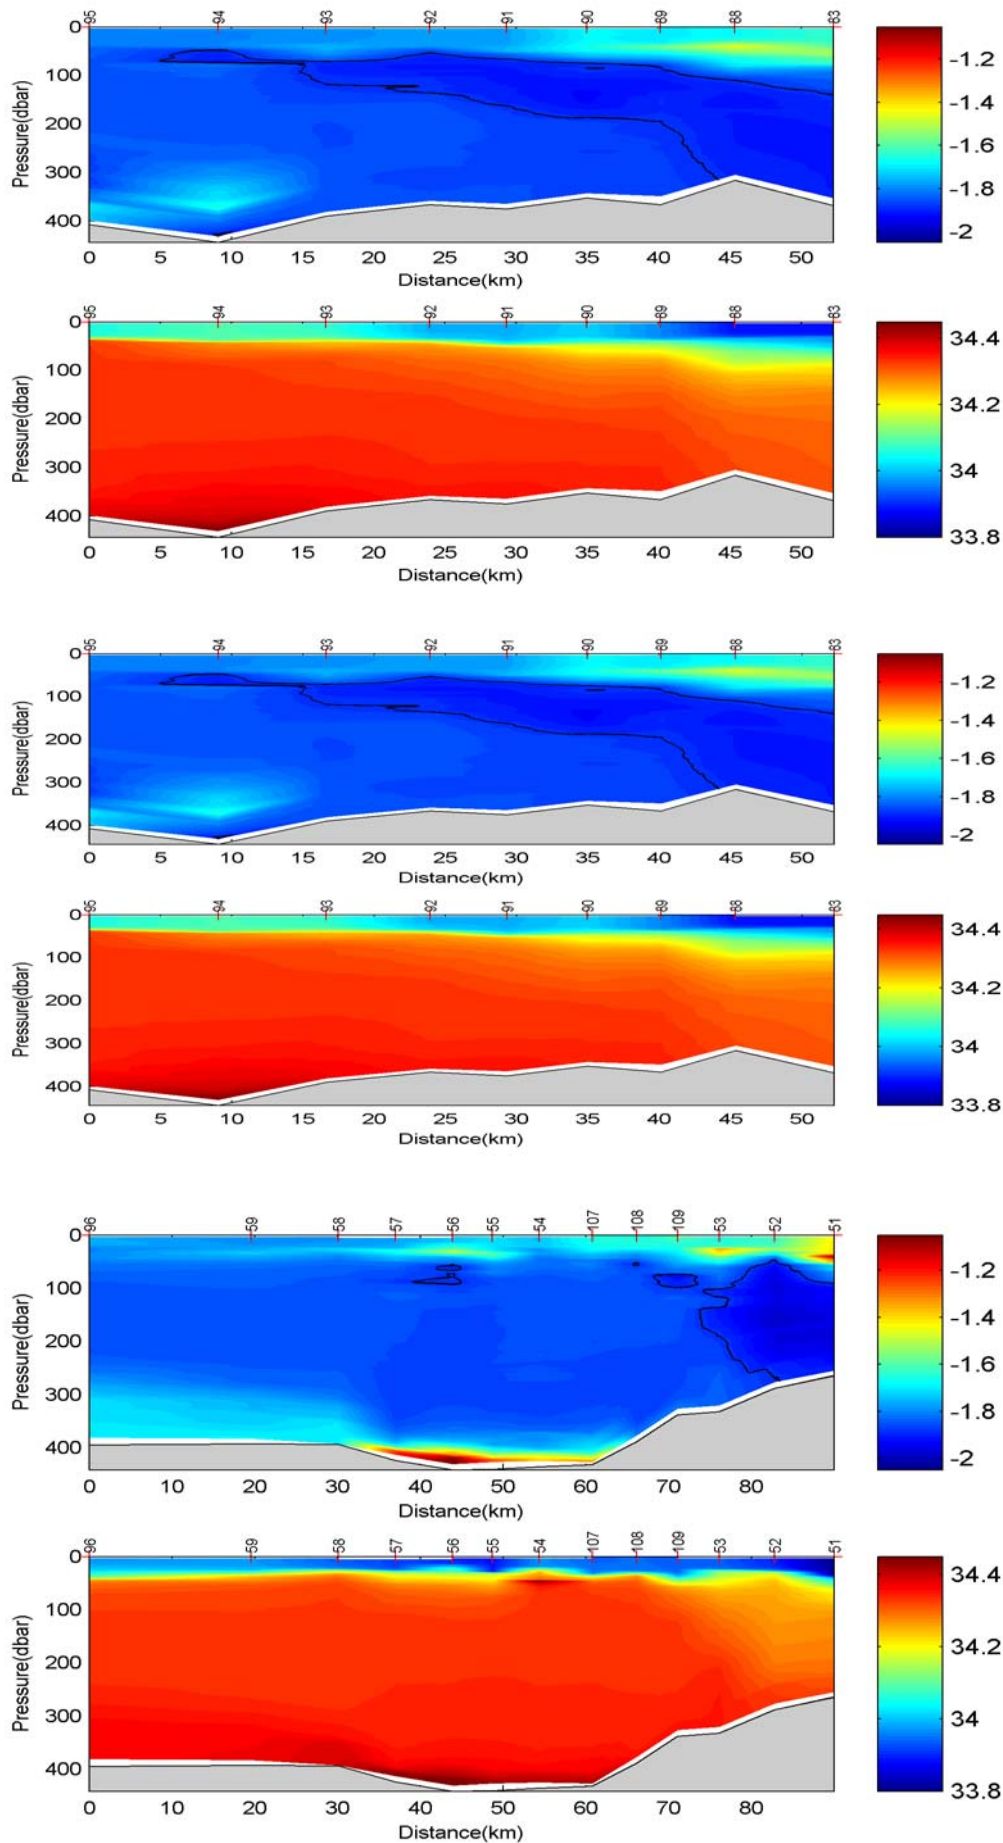 95 94 93 92 91 90 89 88 83
0 100 200 300 400
Pressure(dbar)
0 5 10 15 20 25 30 35 40 45 50
Distance(km)
-1.2 -1.4 -1.6 -1.8 -2
95 94 93 92 91 90 89 88 83
0 100 200 300 400
Pressure(dbar)
0 5 10 15 20 25 30 35 40 45 50
Distance(km)
34.4 34.2 34 33.8
95 94 93 92 91 90 89 88 83
0 100 200 300 400
Pressure(dbar)
0 5 10 15 20 25 30 35 40 45 50
Distance(km)
-1.2 -1.4 -1.6 -1.8 -2
95 94 93 92 91 90 89 88 83
0 100 200 300 400
Pressure(dbar)
0 5 10 15 20 25 30 35 40 45 50
Distance(km)
34.4 34.2 34 33.8
96 59 58 57 56 55 54 107 108 109 53 52 51
0 100 200 300 400
Pressure(dbar)
0 10 20 30 40 50 60 70 80
Distance(km)
-1.2 -1.4 -1.6 -1.8 -2
96 59 58 57 56 55 54 107 108 109 53 52 51
0 100 200 300 400
Pressure(dbar)
0 10 20 30 40 50 60 70 80
Distance(km)
34.4 34.2 34 33.8